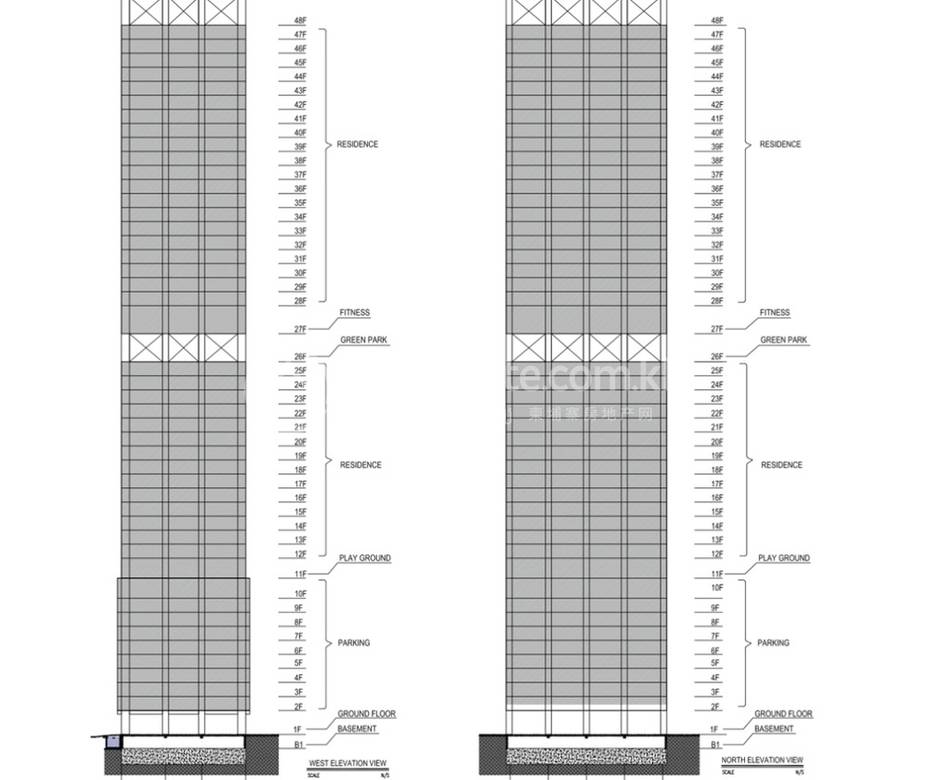 48F
47F
46F
45F
44F
43F
42F
41F
40F
39F
38F
37F
36F
35F
34F
33F
32F
31F
30F
29F
28F
RESIDENCE
FITNESS
27F
GREEN PARK
26F
25F
24F
23F
22F
21F
20F
19F
18F
17F
16F
15F
14F
13F
12F
RESIDENCE
PLAY GROUND
11F
10F
9F
8F
7F
6F
5F
4F
3F
2F
PARKING
GROUND FLOOR
1F
BASEMENT
B1
WEST ELEVATION VIEW
SCALE N/S
48F
47F
46F
45F
44F
43F
42F
41F
40F
39F
38F
37F
36F
35F
34F
33F
32F
31F
30F
29F
28F
RESIDENCE
FITNESS
27F
GREEN PARK
26F
25F
24F
23F
22F
21F
20F
19F
18F
17F
16F
15F
14F
13F
12F
RESIDENCE
PLAY GROUND
11F
10F
9F
8F
7F
6F
5F
4F
3F
2F
PARKING
GROUND FLOOR
1F
BASEMENT
B1
NORTH ELEVATION VIEW
SCALE N/S
柬埔寨房地产网